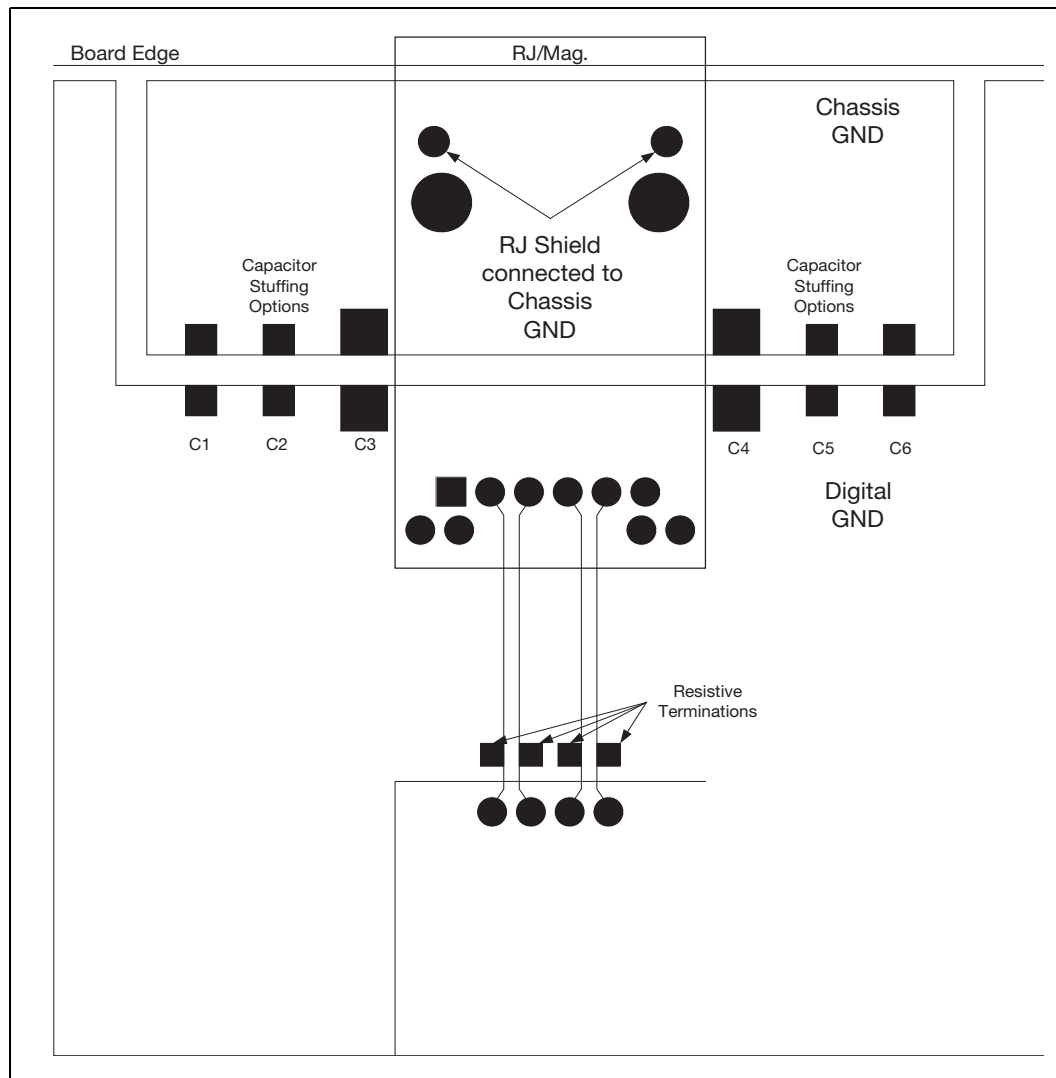 Board Edge
RJ/Mag.
Chassis
GND
RJ Shield
connected to
Chassis
GND
Capacitor
Stuffing
Options
Capacitor
Stuffing
Options
C1
C2
C3
C4
C5
C6
Digital
GND
Resistive
Terminations